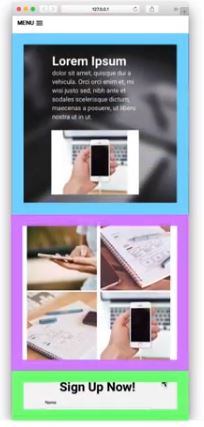 127.0.0.1
MENU
Lorem Ipsum
dolor sit amet, quisque dui a
vehicula. Orci orci enim et, mi
wisi justo sed, nibh ante et
sodales scelerisque dictum,
maecenas a posuere, ut libero
nostra ut in ut
Sign Up Now!
Name